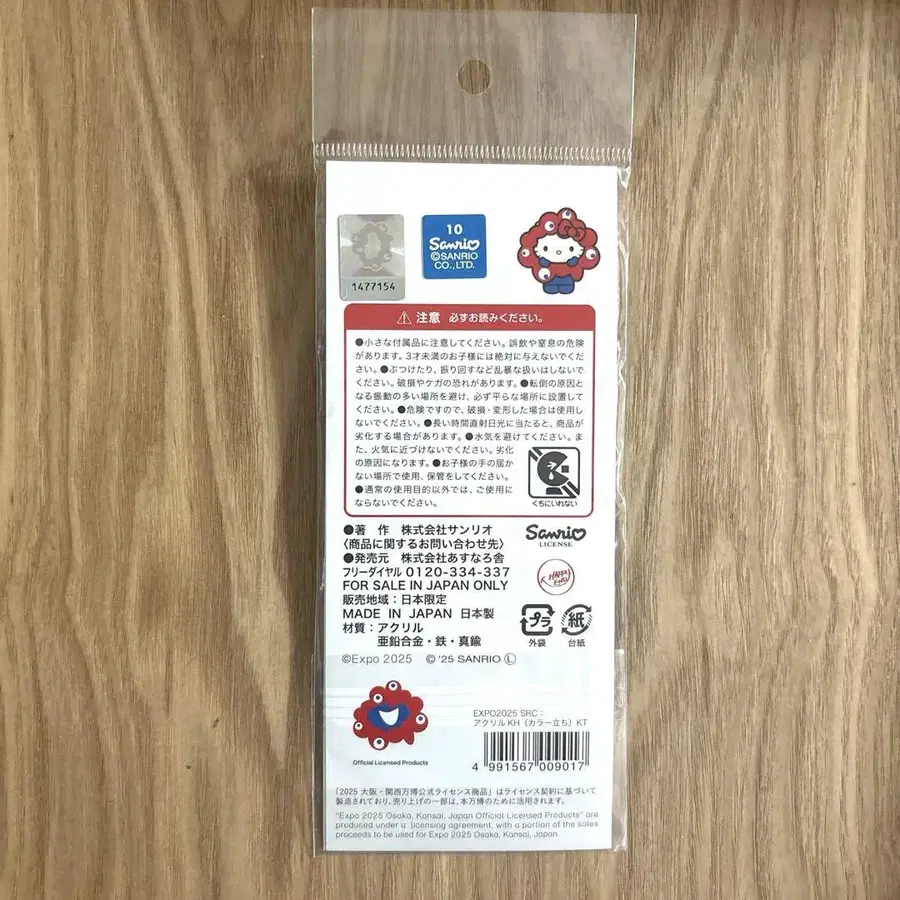 1477154
10
Sanrio
©SANRIO
CO.,LTD.
注意 必ずお読みください。
●小さな付属品に注意してください。誤飲や窒息の危険
があります。3才未満のお子様には絶対に与えないでくだ
さい。●ぶつけたり、振り回すなど乱暴な扱いはしないで
ください。破損やケガの恐れがあります。●転倒の原因と
なる振動の多い場所を避け、必ず平らな場所に設置して
ください。●危険ですので、破損・変形した場合は使用し
ないでください。●長い時間直射日光に当たると、商品が
劣化する場合があります。●水気を避けてください。ま
た、火気に近づけないでください。劣化
の原因になります。●お子様の手の届か
ない場所で使用、保管をしてください。
●通常の使用目的以外では、ご使用に
ならないでください。
くちにいれない
●著 作 株式会社サンリオ
〈商品に関するお問い合わせ先〉
●発売元 株式会社あすなろ舎
フリーダイヤル 0120-334-337
FOR SALE IN JAPAN ONLY
販売地域：日本限定
MADE IN JAPAN 日本製
材質：アクリル
亜鉛合金・鉄・真鍮
©Expo 2025 © '25 SANRIO Ⓛ
Sanrio
LICENSE
HAPPY
プラ
外袋
紙
台紙
Official Licensed Products
EXPO2025 SRC：
アクリルKH（カラー立ち）KT
4 991567 009017
「2025 大阪・関西万博公式ライセンス商品」はライセンス契約に基づいて
製造されており、売り上げの一部は、本万博のために活用されます。
"Expo 2025 Osaka, Kansai, Japan Official Licensed Products" are
produced under a licensing agreement, with a portion of the sales
proceeds to be used for Expo 2025 Osaka, Kansai, Japan.